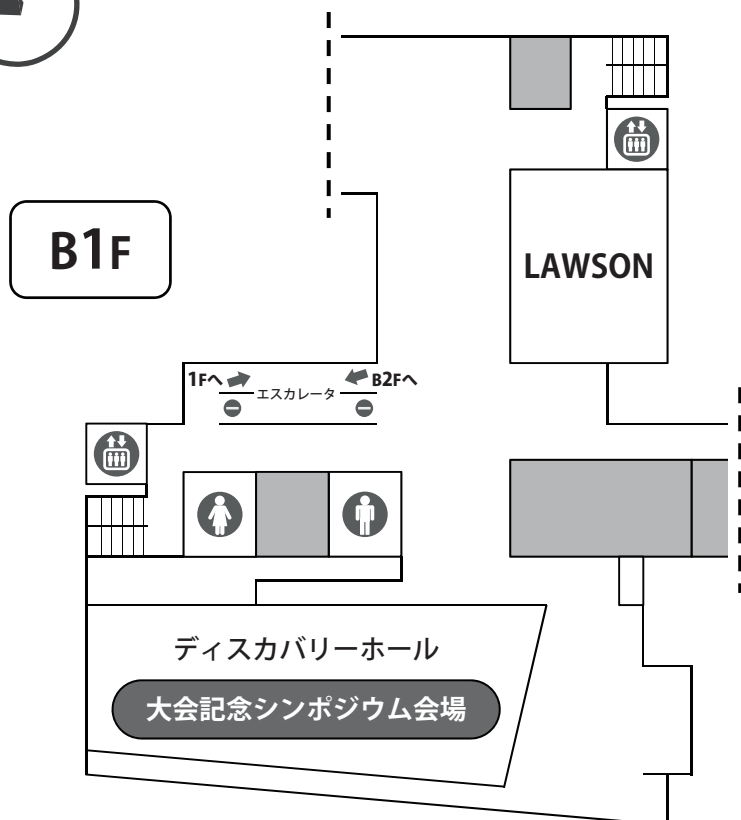 B1F
LAWSON
1Fへ
B2Fへ
エスカレータ
ディスカバリーホール
大会記念シンポジウム会場